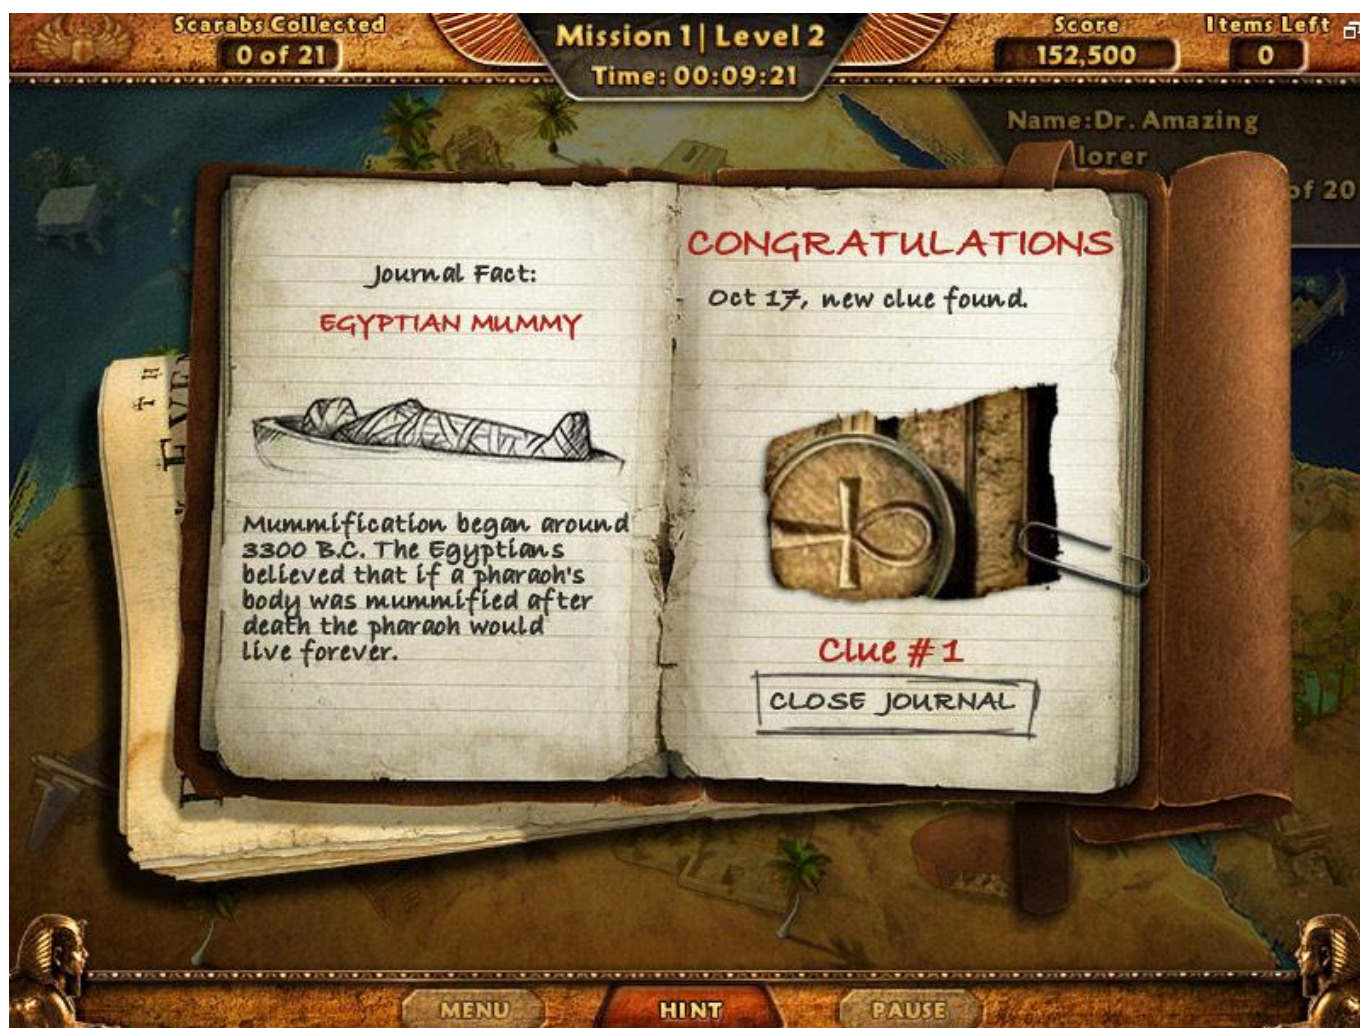 Scarabs Collected
0 of 21
Mission 1 | Level 2
Time: 00:09:21
Score
152,500
Items Left
0
Name:Dr. Amazing
lorer
of 20
Journal Fact:
EGYPTIAN MUMMY
Mummification began around
3300 B.C. The Egyptians
believed that if a pharaoh's
body was mummified after
death the pharaoh would
live forever.
CONGRATULATIONS
Oct 17, new clue found.
Clue # 1
CLOSE JOURNAL
T H
EVE
MENU
HINT
PAUSE